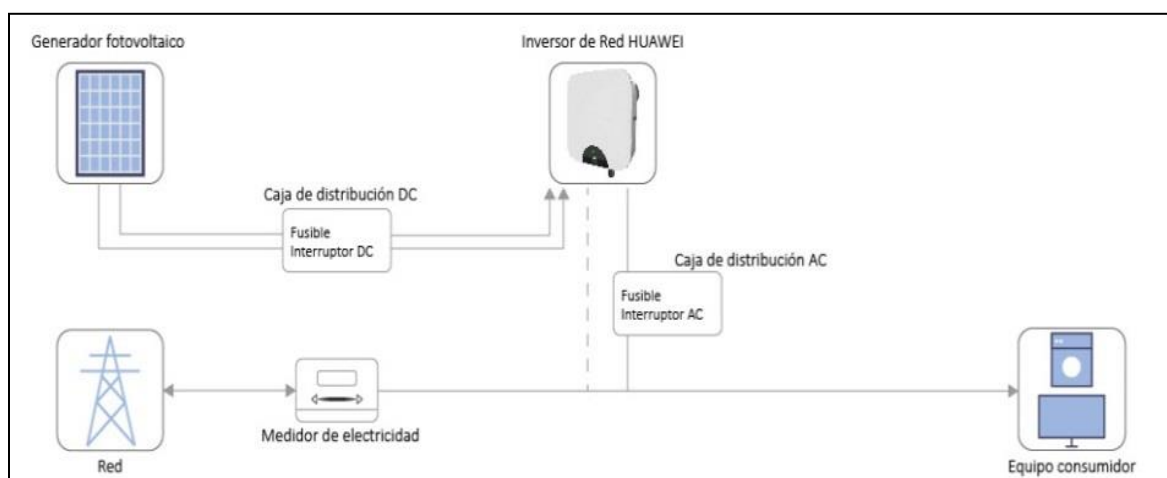 Generador fotovoltaico
Inversor de Red HUAWEI
Caja de distribución DC
Fusible
Interruptor DC
Caja de distribución AC
Fusible
Interruptor AC
Medidor de electricidad
Red
Equipo consumidor